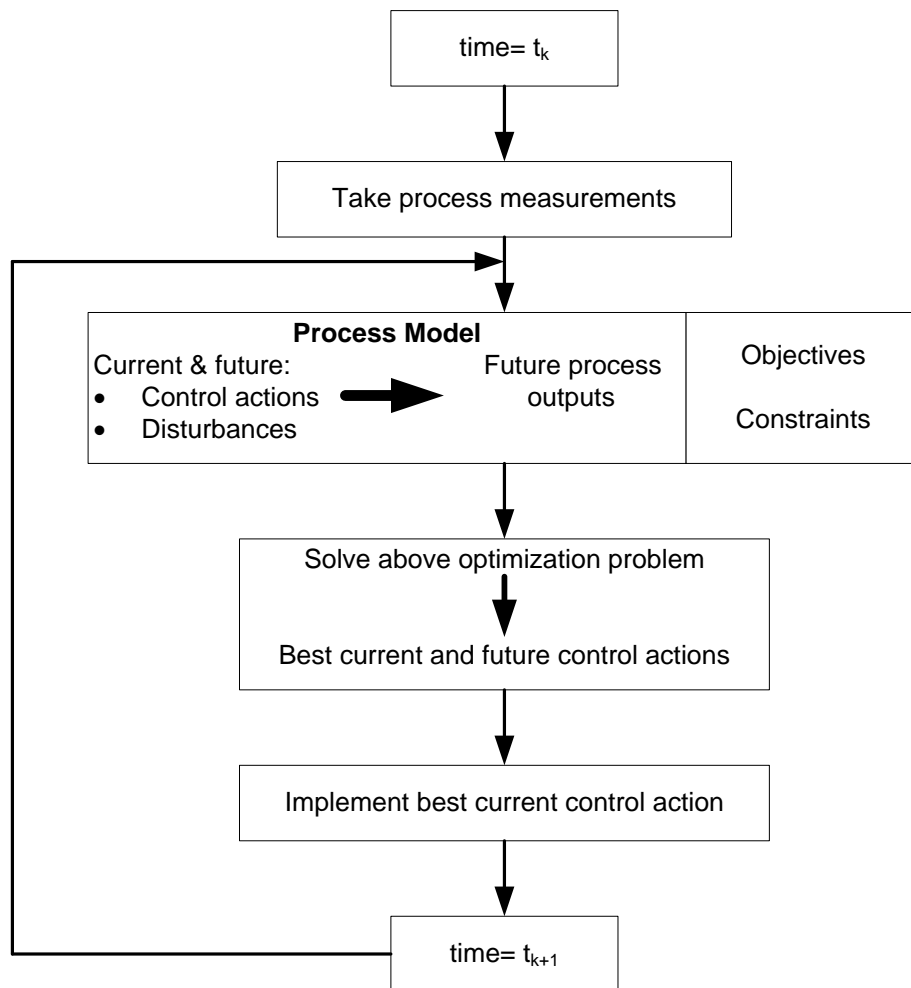 time= tk
Take process measurements
Process Model
Current & future:
• Control actions
• Disturbances
Future process
outputs
Objectives
Constraints
Solve above optimization problem
Best current and future control actions
Implement best current control action
time= tk+1